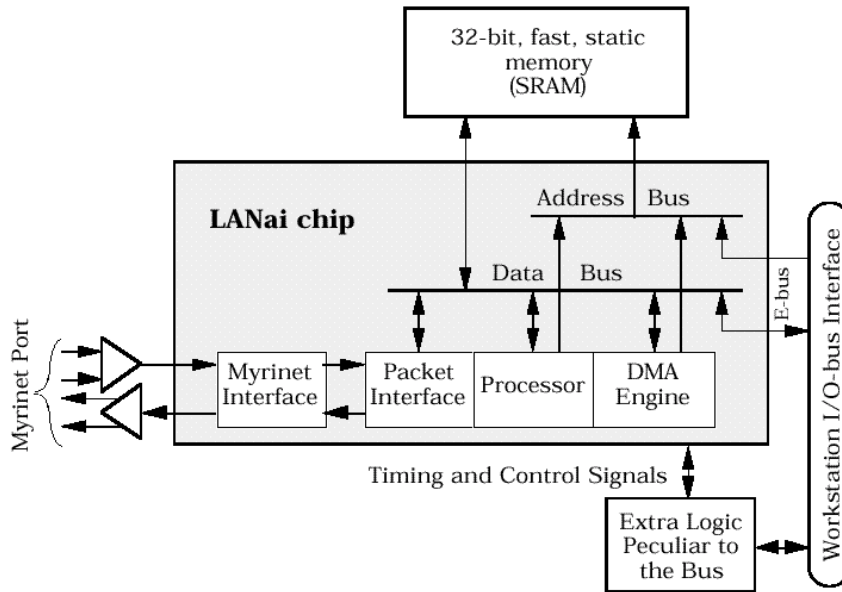 32-bit, fast, static
memory
(SRAM)
LANai chip
Address Bus
Data Bus
E-bus
Workstation I/O-bus Interface
Myrinet Port
Myrinet
Interface
Packet
Interface
Processor
DMA
Engine
Timing and Control Signals
Extra Logic
Peculiar to
the Bus